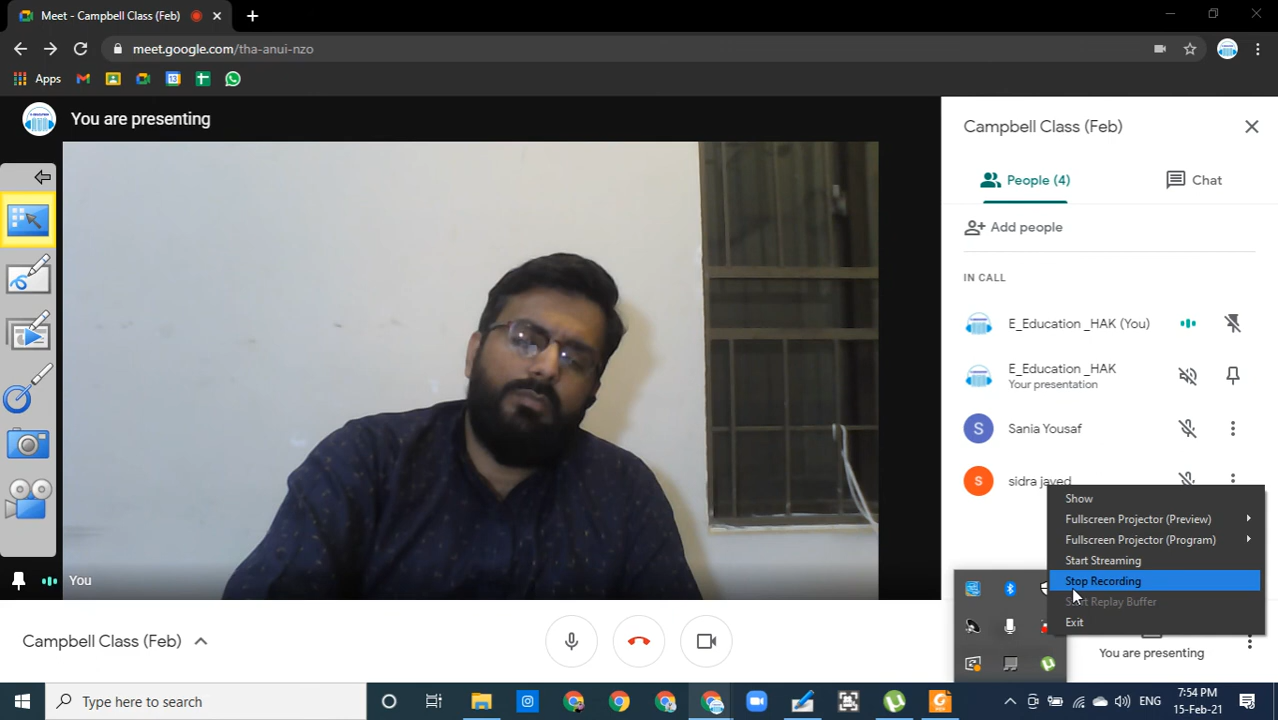 Meet - Campbell Class (Feb)
meet.google.com/tha-anui-nzo
Apps
You are presenting
Campbell Class (Feb)
People (4)
Chat
Add people
IN CALL
E_Education _HAK (You)
E_Education _HAK
Your presentation
S
Sania Yousaf
S
sidra javed
Show
Fullscreen Projector (Preview)
Fullscreen Projector (Program)
Start Streaming
Stop Recording
Start Replay Buffer
Exit
You
Campbell Class (Feb)
You are presenting
Type here to search
ENG
7:54 PM
15-Feb-21